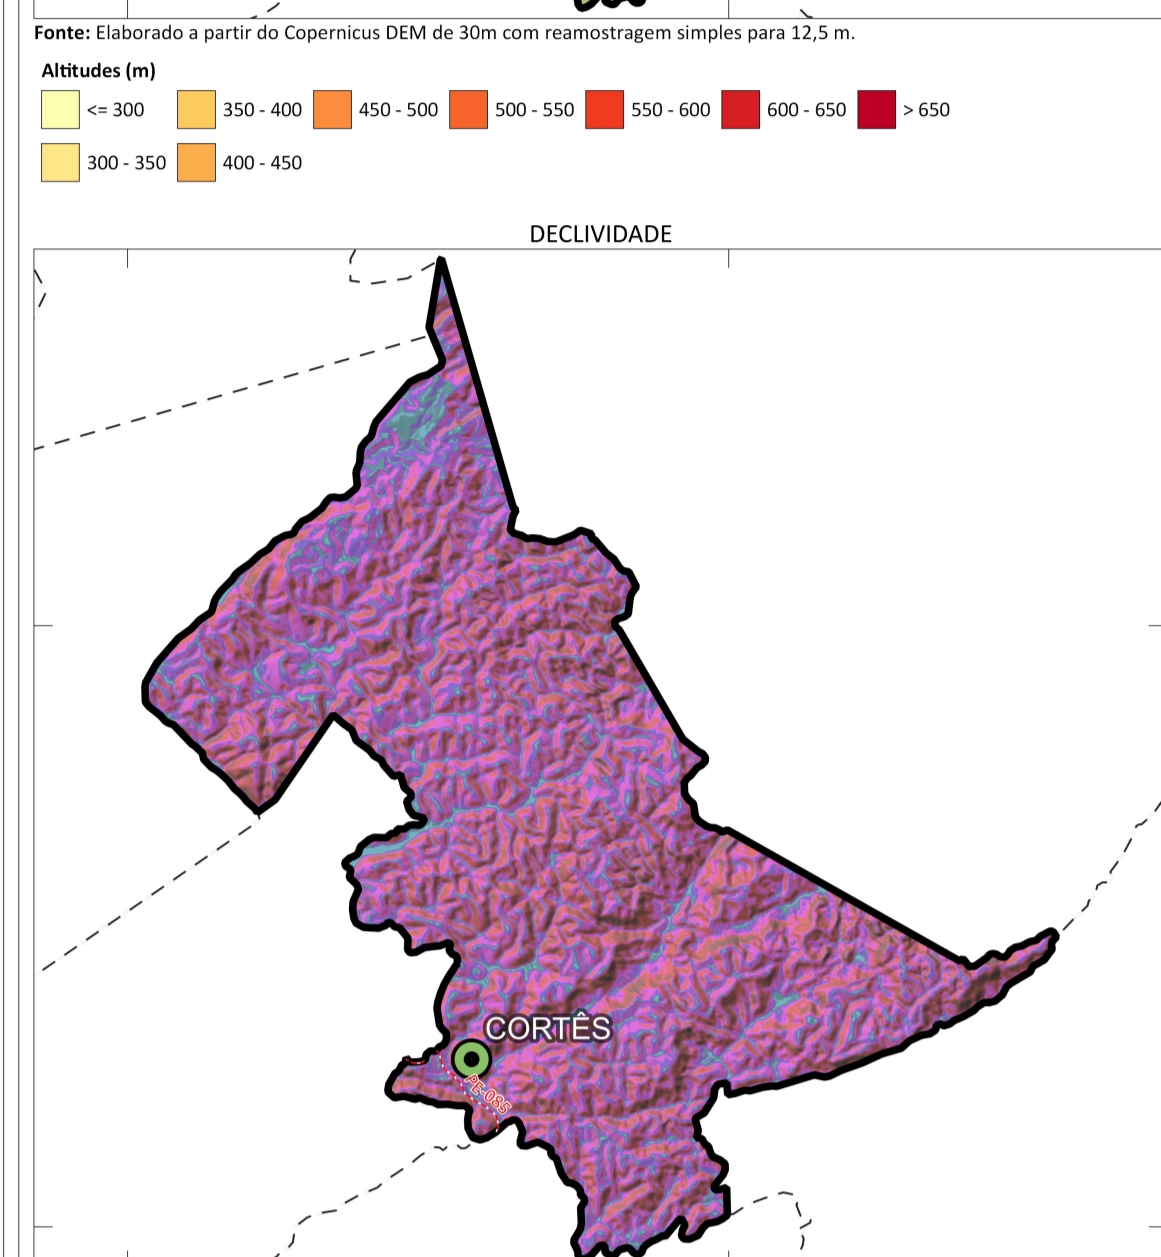 Fonte: Elaborado a partir do Copernicus DEM de 30m com reamostragem simples para 12,5 m.
Altitudes (m)
<= 300 350 - 400 450 - 500 500 - 550 550 - 600 600 - 650 > 650
300 - 350 400 - 450
DECLIVIDADE
CORTÊS
PE-085